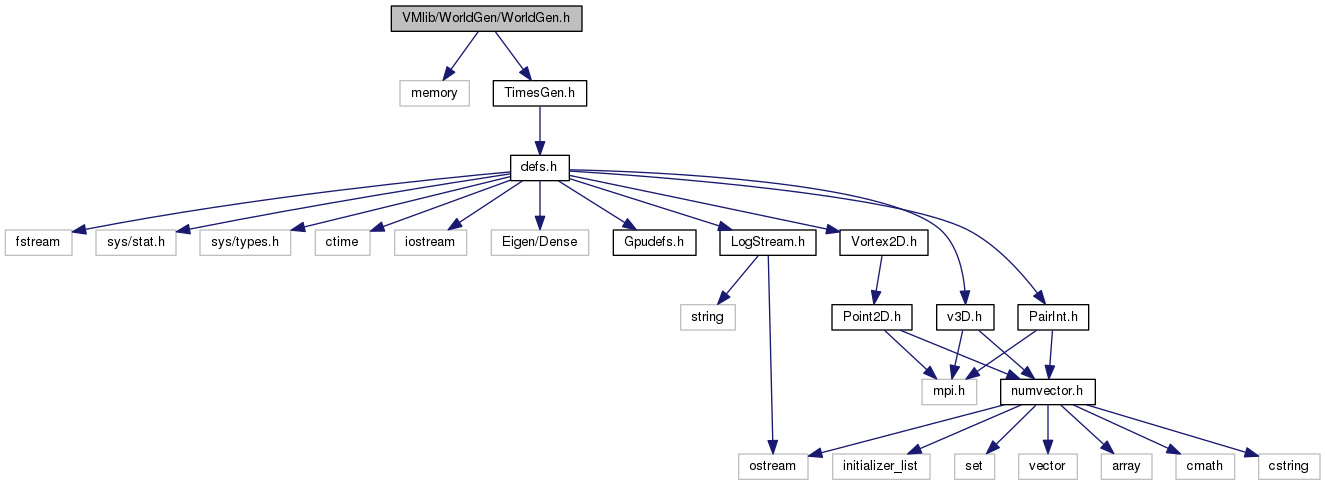 VMlib/WorldGen/WorldGen.h
memory
TimesGen.h
defs.h
fstream
sys/stat.h
sys/types.h
ctime
iostream
Eigen/Dense
Gpudefs.h
LogStream.h
Vortex2D.h
string
Point2D.h
v3D.h
PairInt.h
mpi.h
numvector.h
ostream
initializer_list
set
vector
array
cmath
cstring